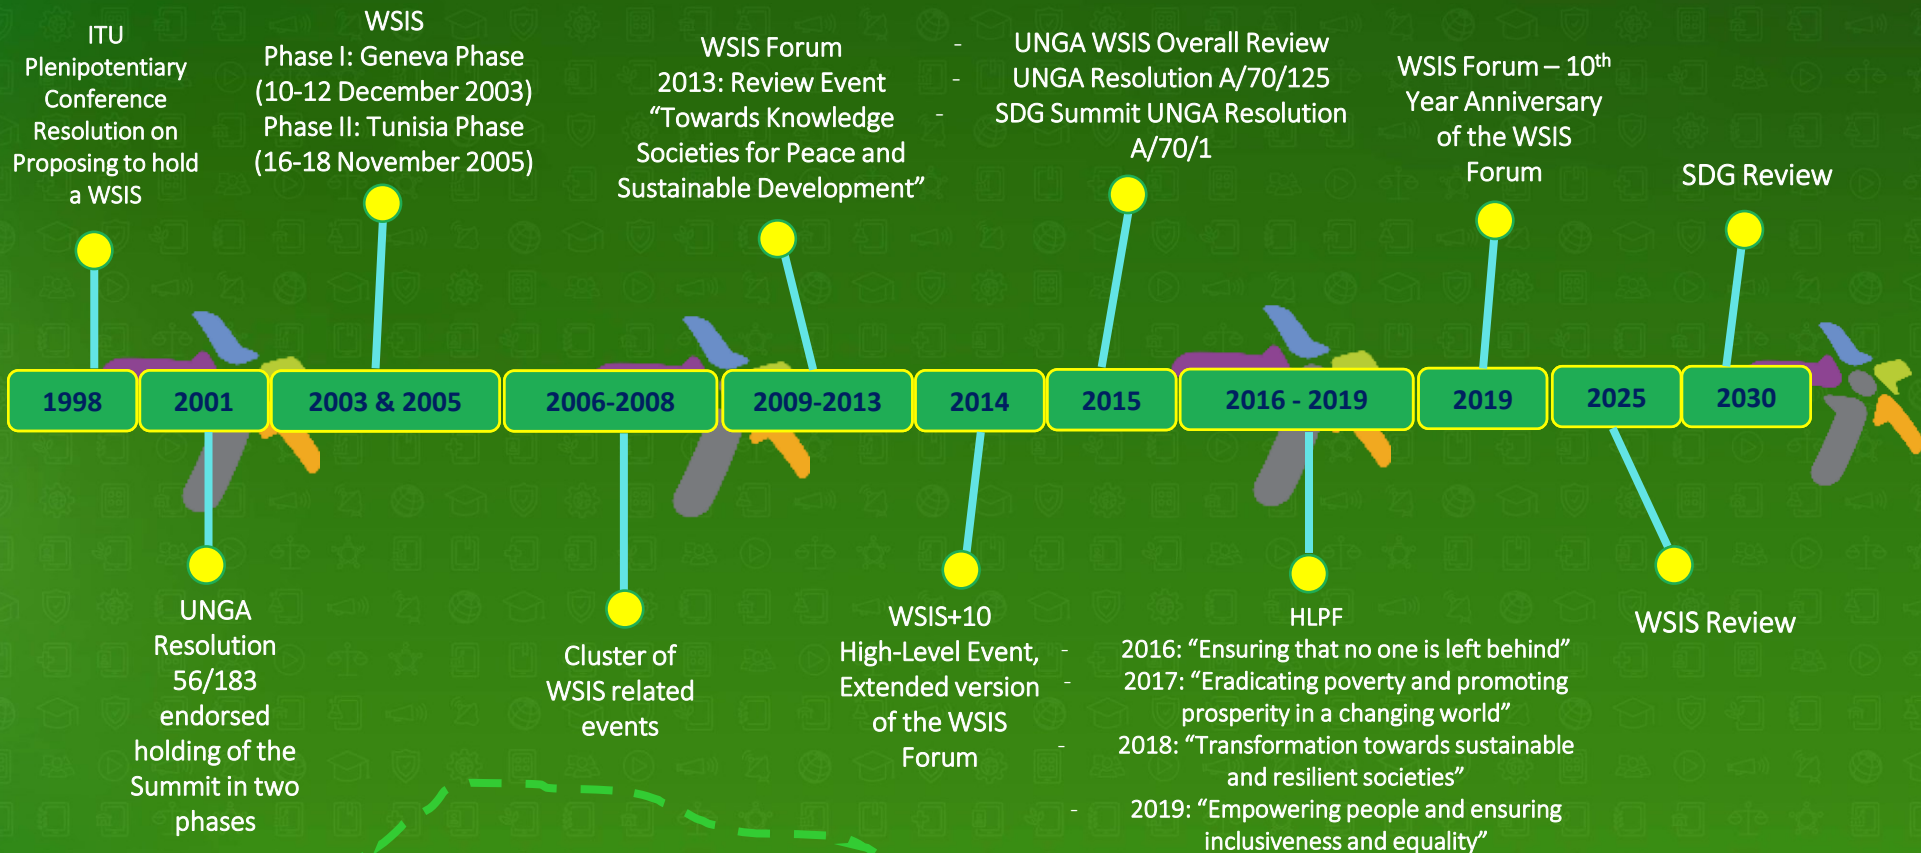 ITU
Plenipotentiary
Conference
Resolution on
Proposing to hold
a WSIS
WSIS
Phase I: Geneva Phase
(10-12 December 2003)
Phase II: Tunisia Phase
(16-18 November 2005)
WSIS Forum
2013: Review Event
“Towards Knowledge
Societies for Peace and
Sustainable Development”
- UNGA WSIS Overall Review
- UNGA Resolution A/70/125
- SDG Summit UNGA Resolution
A/70/1
WSIS Forum – 10th
Year Anniversary
of the WSIS
Forum
SDG Review
1998
2001
2003 & 2005
2006-2008
2009-2013
2014
2015
2016 - 2019
2019
2025
2030
UNGA
Resolution
56/183
endorsed
holding of the
Summit in two
phases
Cluster of
WSIS related
events
WSIS+10
High-Level Event,
Extended version
of the WSIS
Forum
HLPF
- 2016: “Ensuring that no one is left behind”
- 2017: “Eradicating poverty and promoting
prosperity in a changing world”
- 2018: “Transformation towards sustainable
and resilient societies”
- 2019: “Empowering people and ensuring
inclusiveness and equality”
WSIS Review